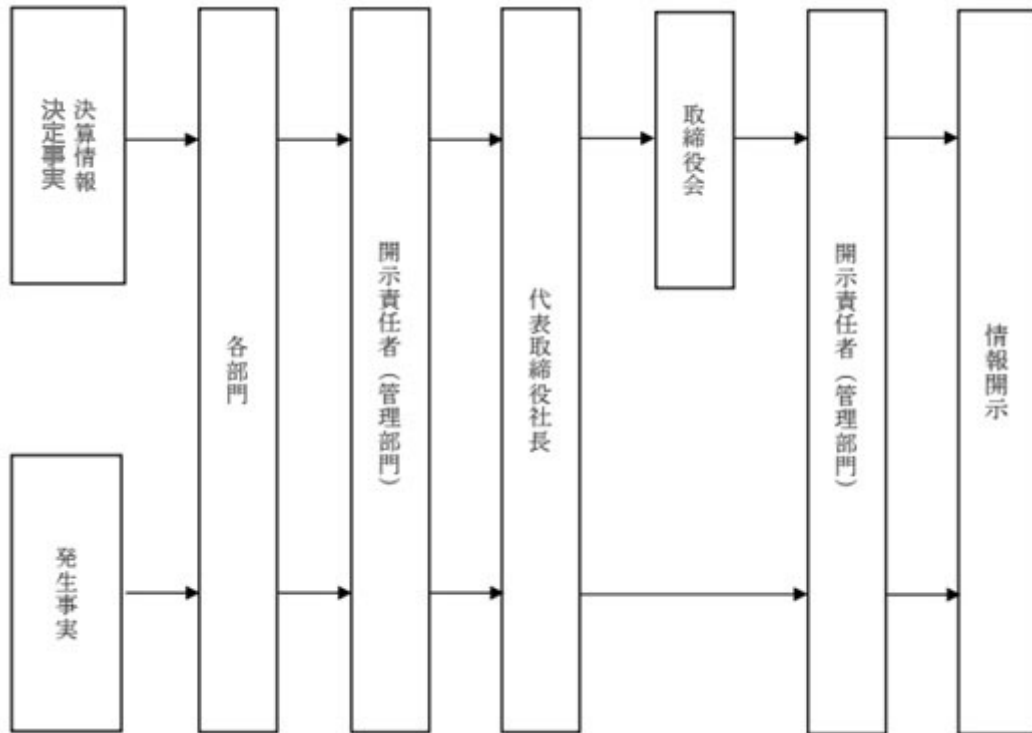 決算情報
決定事実
各部門
開示責任者（管理部門）
代表取締役社長
取締役会
開示責任者（管理部門）
情報開示
発生事実